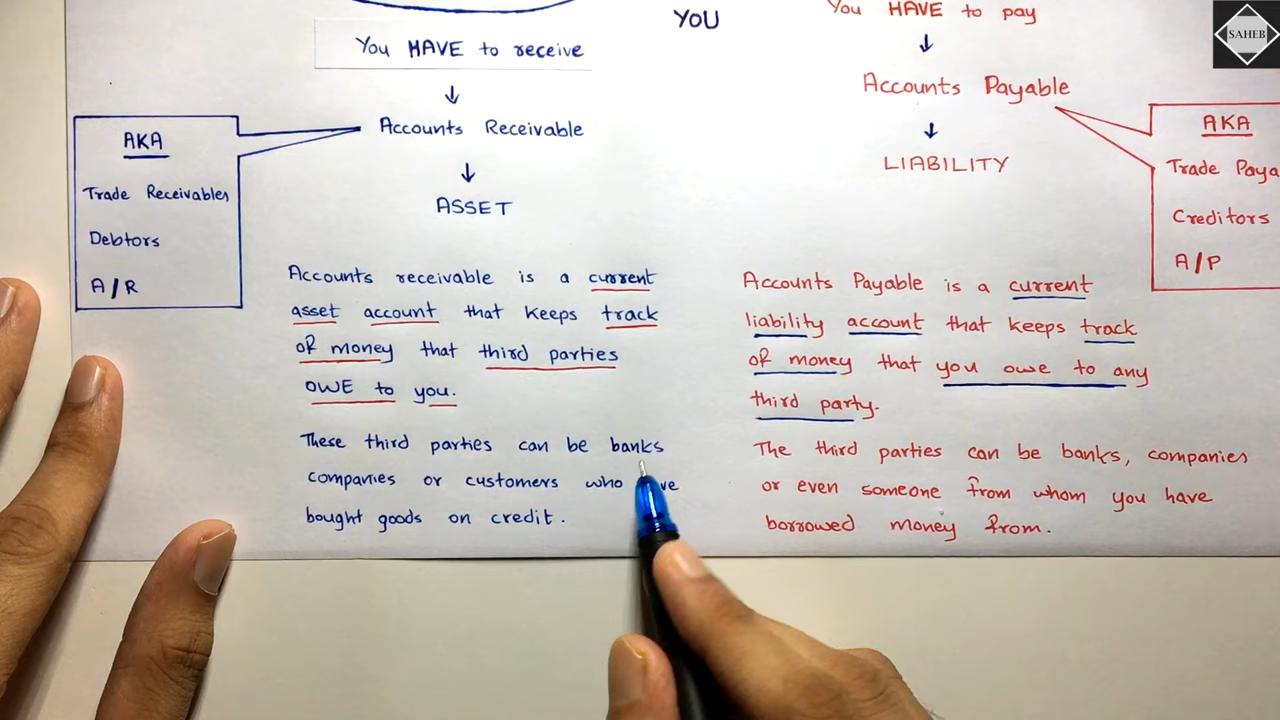 You HAVE to receive
Accounts Receivable
ASSET
AKA
Trade Receivables
Debtors
A/R
Accounts receivable is a current
asset account that keeps track
of money that third parties
OWE to you.
These third parties can be banks
companies or customers who
bought goods on credit.
YOU
You HAVE to pay
Accounts Payable
LIABILITY
AKA
Trade
Creditors
A/P
Accounts Payable is a current
liability account that keeps track
of money that you owe to any
third party.
The third parties can be banks, companies
or even someone from whom you have
borrowed money from.
SAHEB